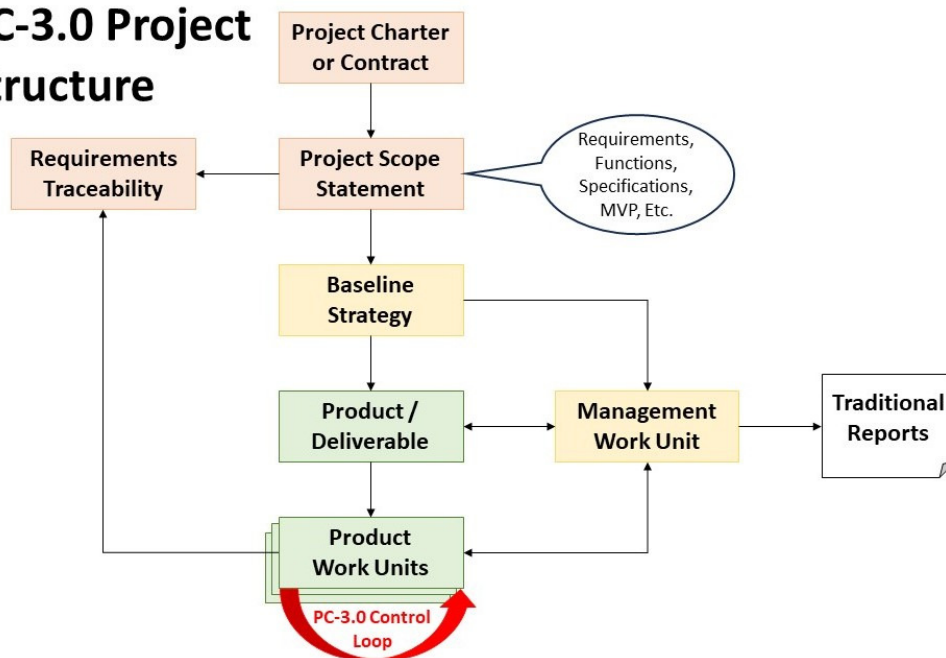 C-3.0 Project
tructure
Project Charter
or Contract
Requirements
Traceability
Project Scope
Statement
Requirements,
Functions,
Specifications,
MVP, Etc.
Baseline
Strategy
Product /
Deliverable
Management
Work Unit
Traditional
Reports
Product
Work Units
PC-3.0 Control
Loop